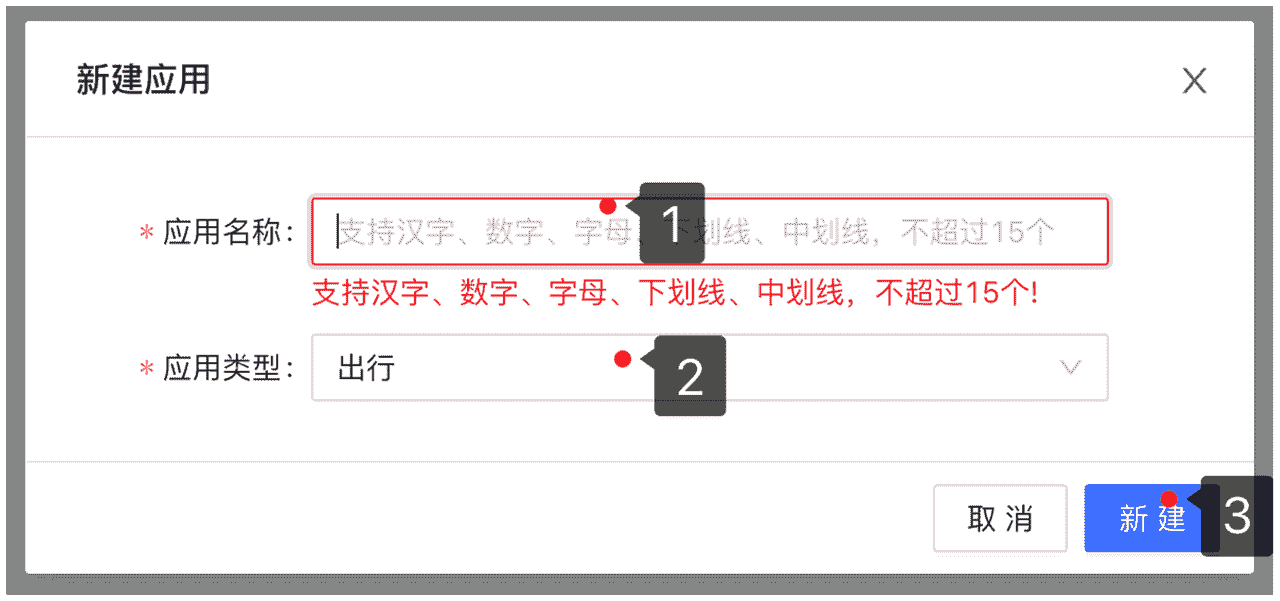 新建应用
* 应用名称: 支持汉字、数字、字母、下划线、中划线，不超过15个
1
支持汉字、数字、字母、下划线、中划线，不超过15个!
* 应用类型: 出行
2
取 消
新 建
3